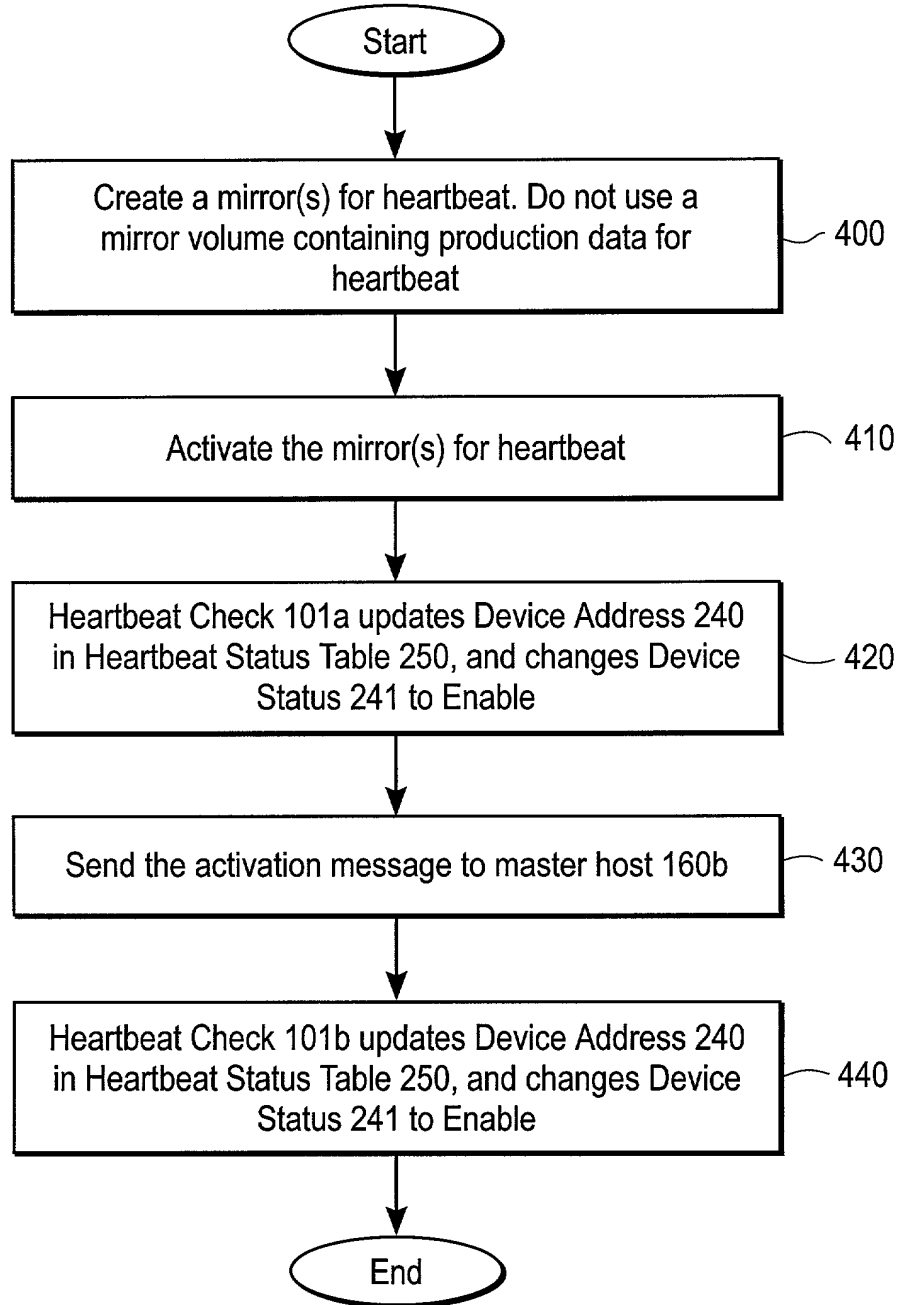 Start
Create a mirror(s) for heartbeat. Do not use a
mirror volume containing production data for
heartbeat
400
Activate the mirror(s) for heartbeat
410
Heartbeat Check 101a updates Device Address 240
in Heartbeat Status Table 250, and changes Device
Status 241 to Enable
420
Send the activation message to master host 160b
430
Heartbeat Check 101b updates Device Address 240
in Heartbeat Status Table 250, and changes Device
Status 241 to Enable
440
End